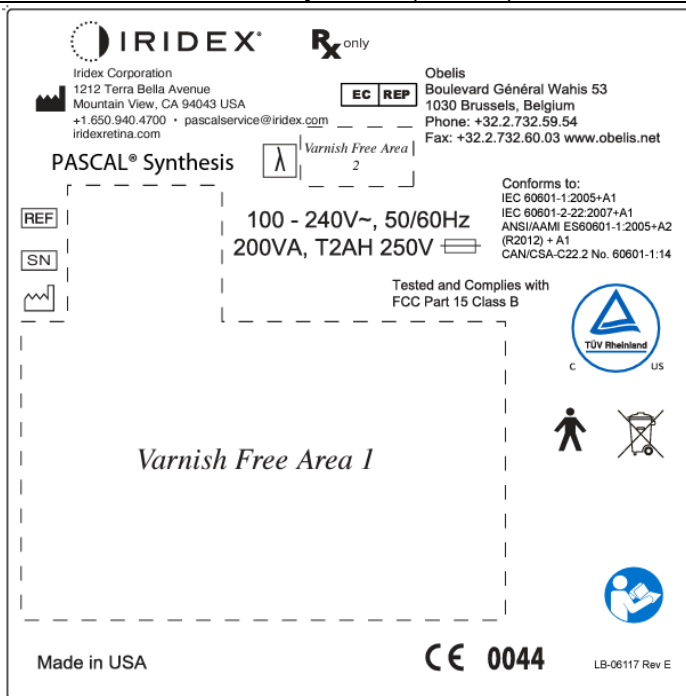 IRIDEX®
Rx only
Iridex Corporation
1212 Terra Bella Avenue
Mountain View, CA 94043 USA
+1.650.940.4700 • pascalservice@iridex.com
iridexretina.com
EC REP
Obelis
Boulevard Général Wahis 53
1030 Brussels, Belgium
Phone: +32.2.732.59.54
Fax: +32.2.732.60.03 www.obelis.net
PASCAL® Synthesis
λ
Varnish Free Area
2
REF
SN
100 - 240V~, 50/60Hz
200VA, T2AH 250V
Conforms to:
IEC 60601-1:2005+A1
IEC 60601-2-22:2007+A1
ANSI/AAMI ES60601-1:2005+A2
(R2012) + A1
CAN/CSA-C22.2 No. 60601-1:14
Tested and Complies with
FCC Part 15 Class B
TÜV Rheinland
C US
Varnish Free Area 1
Made in USA
CE 0044
LB-06117 Rev E